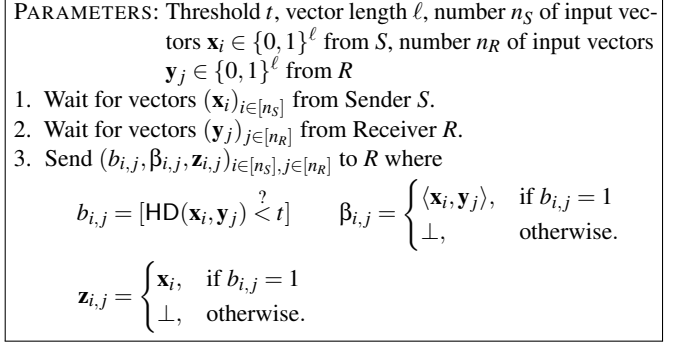 PARAMETERS: Threshold t, vector length ℓ, number n_S of input vec-
tors x_i ∈ {0,1}^ℓ from S, number n_R of input vectors
y_j ∈ {0,1}^ℓ from R
1. Wait for vectors (x_i)_{i∈[n_S]} from Sender S.
2. Wait for vectors (y_j)_{j∈[n_R]} from Receiver R.
3. Send (b_{i,j}, β_{i,j}, z_{i,j})_{i∈[n_S], j∈[n_R]} to R where
b_{i,j} = [HD(x_i, y_j) <^? t] β_{i,j} = { ⟨x_i, y_j⟩, if b_{i,j} = 1
⊥, otherwise.
z_{i,j} = { x_i, if b_{i,j} = 1
⊥, otherwise.